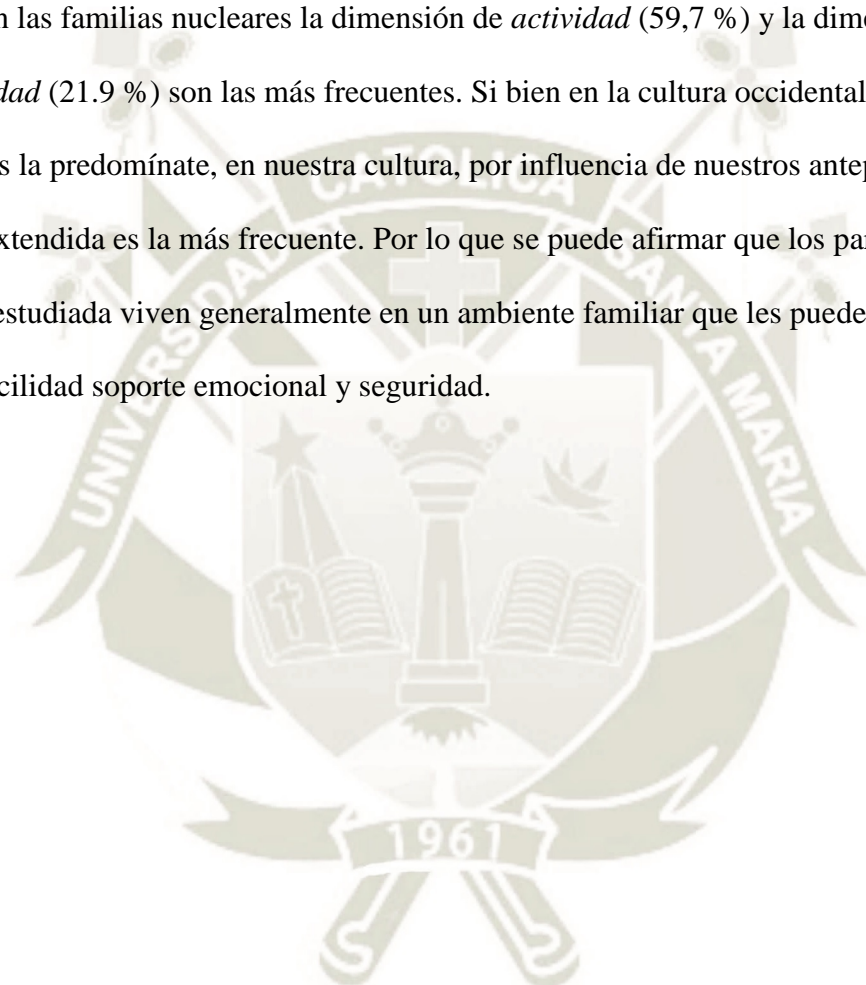 n las familias nucleares la dimensión de actividad (59,7 %) y la dim
dad (21.9 %) son las más frecuentes. Si bien en la cultura occidental
s la predomínate, en nuestra cultura, por influencia de nuestros antep
xtendida es la más frecuente. Por lo que se puede afirmar que los par
estudiada viven generalmente en un ambiente familiar que les puede
cilidad soporte emocional y seguridad.
UNIVERSIDAD CATOLICA SANTA MARIA
1961